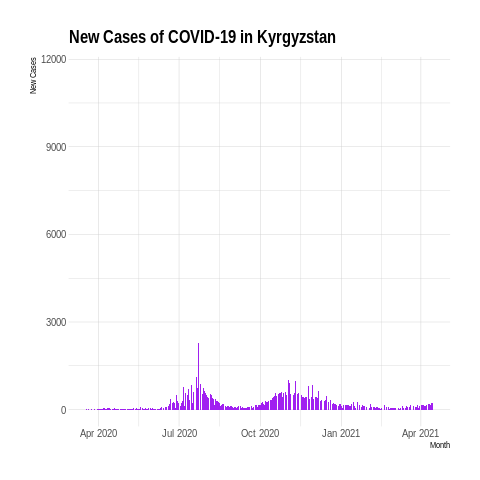 New Cases of COVID-19 in Kyrgyzstan
New Cases
12000
9000
6000
3000
0
Apr 2020
Jul 2020
Oct 2020
Jan 2021
Apr 2021
Month